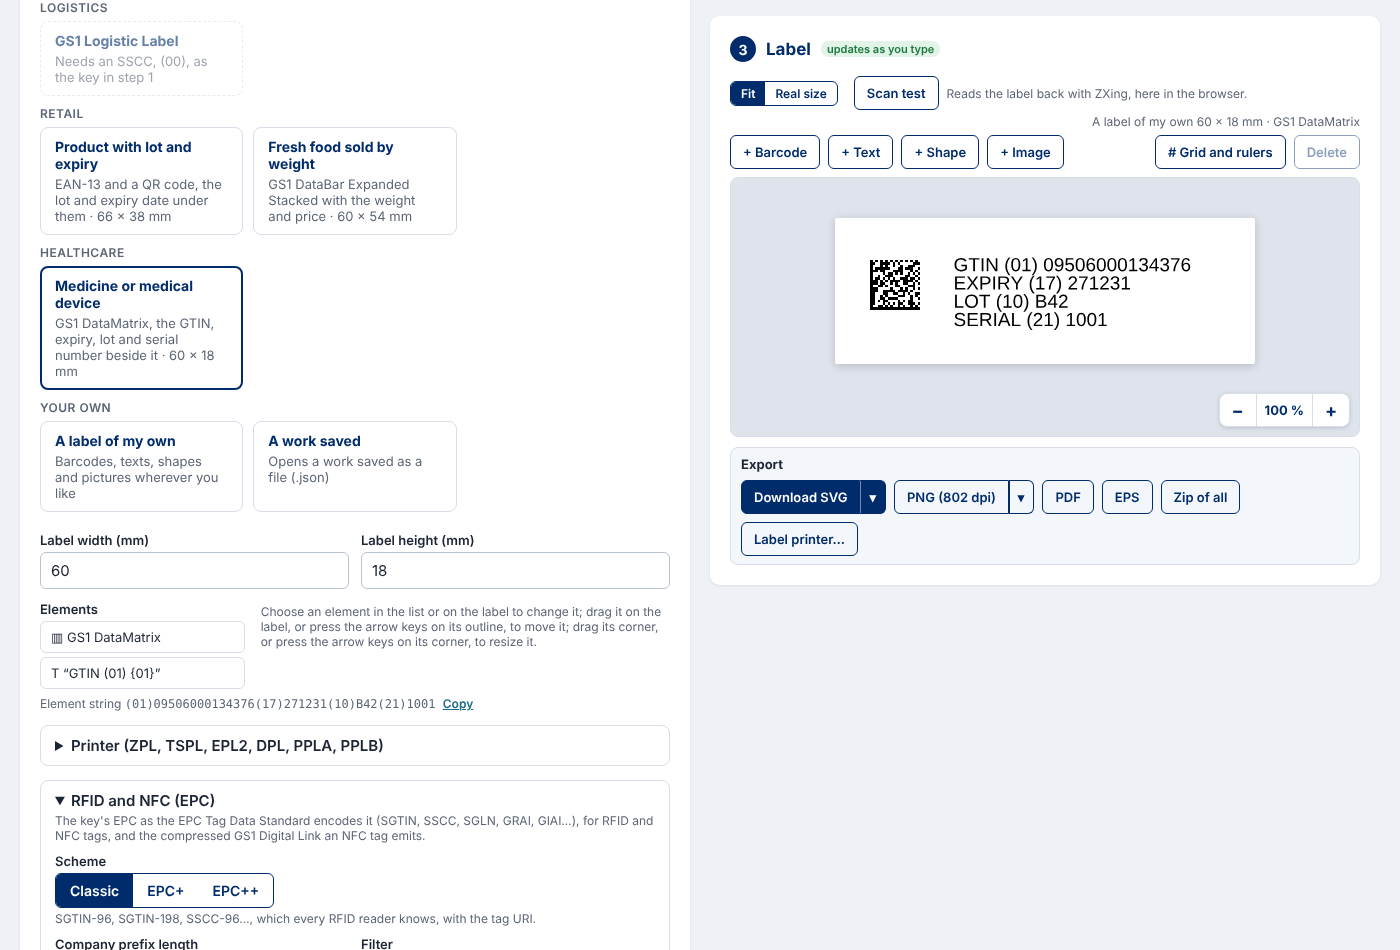 LOGISTICS
GS1 Logistic Label
Needs an SSCC, (00), as
the key in step 1
RETAIL
Product with lot and
expiry
EAN-13 and a QR code, the
lot and expiry date under
them · 66 × 38 mm
Fresh food sold by
weight
GS1 DataBar Expanded
Stacked with the weight
and price · 60 × 54 mm
HEALTHCARE
Medicine or medical
device
GS1 DataMatrix, the GTIN,
expiry, lot and serial
number beside it · 60 × 18
mm
YOUR OWN
A label of my own
Barcodes, texts, shapes
and pictures wherever you
like
A work saved
Opens a work saved as a
file (.json)
Label width (mm)
60
Label height (mm)
18
Elements
▥ GS1 DataMatrix
T “GTIN (01) {01}”
Choose an element in the list or on the label to change it; drag it on the
label, or press the arrow keys on its outline, to move it; drag its corner,
or press the arrow keys on its corner, to resize it.
Element string (01)09506000134376(17)271231(10)B42(21)1001 Copy
▶ Printer (ZPL, TSPL, EPL2, DPL, PPLA, PPLB)
▼ RFID and NFC (EPC)
The key's EPC as the EPC Tag Data Standard encodes it (SGTIN, SSCC, SGLN, GRAI, GIAI…), for RFID and
NFC tags, and the compressed GS1 Digital Link an NFC tag emits.
Scheme
Classic EPC+ EPC++
SGTIN-96, SGTIN-198, SSCC-96…, which every RFID reader knows, with the tag URI.
Company prefix length
Filter
3 Label updates as you type
Fit Real size Scan test Reads the label back with ZXing, here in the browser.
A label of my own 60 × 18 mm · GS1 DataMatrix
+ Barcode + Text + Shape + Image # Grid and rulers Delete
GTIN (01) 09506000134376
EXPIRY (17) 271231
LOT (10) B42
SERIAL (21) 1001
− 100 % +
Export
Download SVG ▼ PNG (802 dpi) ▼ PDF EPS Zip of all
Label printer…